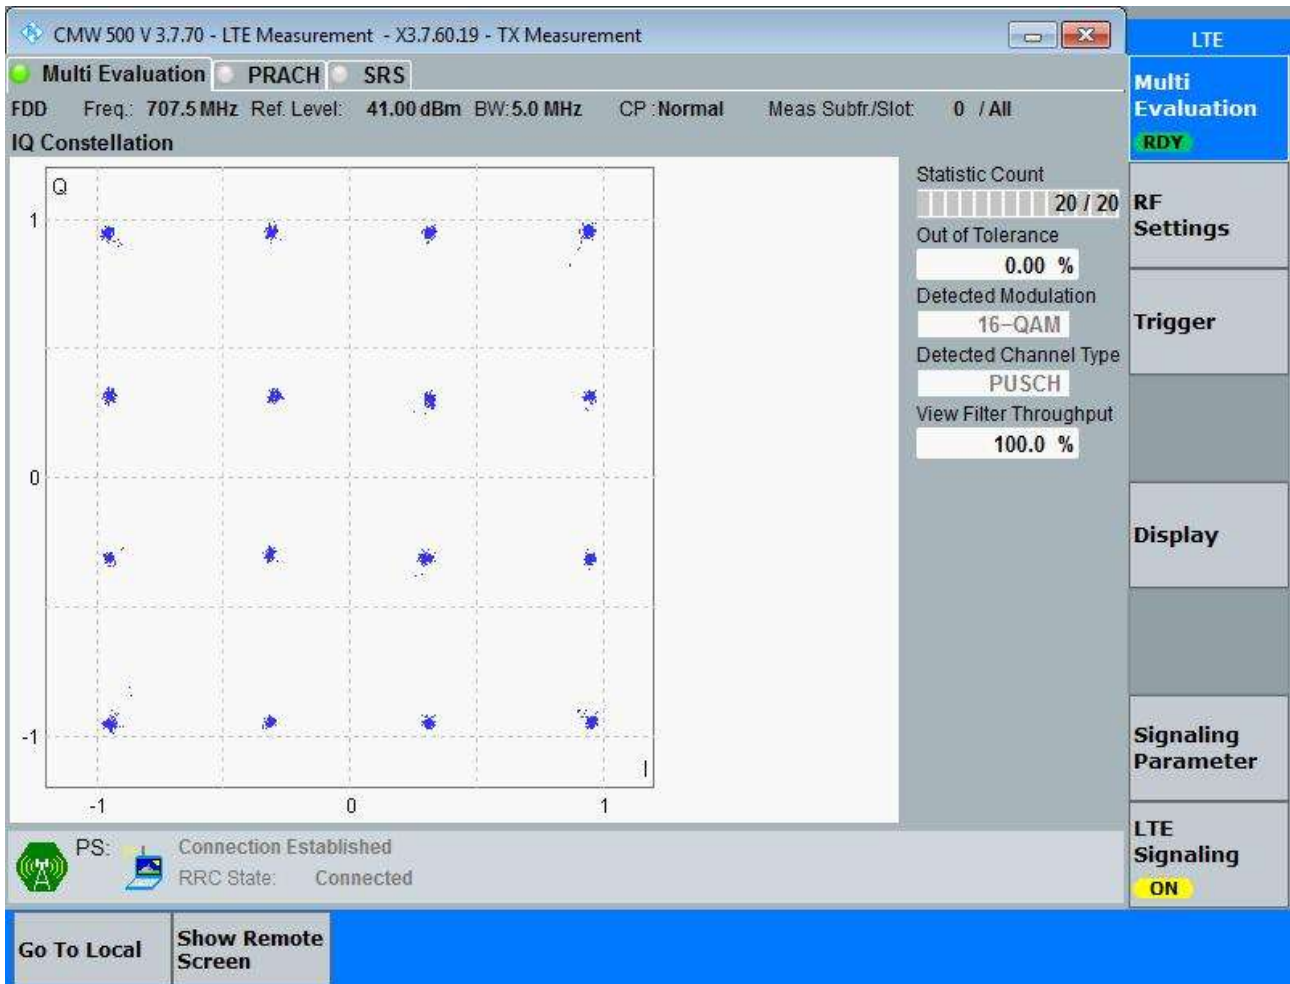 CMW 500 V 3.7.70 - LTE Measurement - X3.7.60.19 - TX Measurement
LTE
Multi Evaluation PRACH SRS
FDD Freq.: 707.5 MHz Ref. Level: 41.00 dBm BW: 5.0 MHz CP : Normal Meas Subfr./Slot: 0 / All
IQ Constellation
Q
1
0
-1
I
-1 0 1
Statistic Count
20 / 20
Out of Tolerance
0.00 %
Detected Modulation
16-QAM
Detected Channel Type
PUSCH
View Filter Throughput
100.0 %
Multi
Evaluation
RDY
RF
Settings
Trigger
Display
Signaling
Parameter
LTE
Signaling
ON
PS: Connection Established
RRC State: Connected
Go To Local
Show Remote
Screen